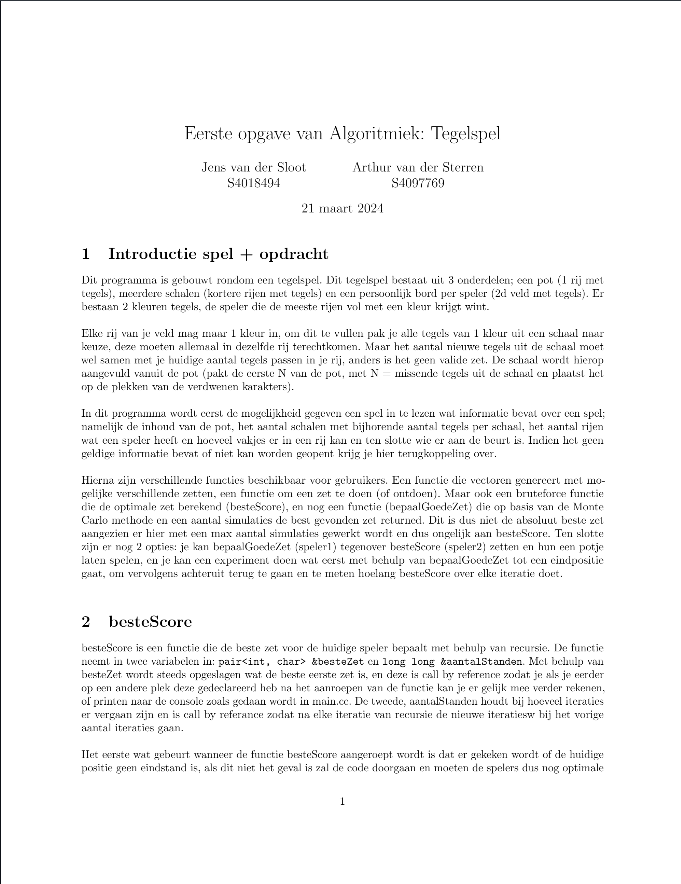 Eerste opgave van Algoritmiek: Tegelspel
Jens van der Sloot
S4018494
Arthur van der Sterren
S4097769
21 maart 2024
1 Introductie spel + opdracht
Dit programma is gebouwt rondom een tegelspel. Dit tegelspel bestaat uit 3 onderdelen; een pot (1 rij met
tegels), meerdere schalen (kortere rijen met tegels) en een persoonlijk bord per speler (2d veld met tegels). Er
bestaan 2 kleuren tegels, de speler die de meeste rijen vol met een kleur krijgt wint.
Elke rij van je veld mag maar 1 kleur in, om dit te vullen pak je alle tegels van 1 kleur uit een schaal naar
keuze, deze moeten allemaal in dezelfde rij terechtkomen. Maar het aantal nieuwe tegels uit de schaal moet
wel samen met je huidige aantal tegels passen in je rij, anders is het geen valide zet. De schaal wordt hierop
aangevuld vanuit de pot (pakt de eerste N van de pot, met N = missende tegels uit de schaal en plaatst het
op de plekken van de verdwenen karakters).
In dit programma wordt eerst de mogelijkheid gegeven een spel in te lezen wat informatie bevat over een spel;
namelijk de inhoud van de pot, het aantal schalen met bijhorende aantal tegels per schaal, het aantal rijen
wat een speler heeft en hoeveel vakjes er in een rij kan en ten slotte wie er aan de beurt is. Indien het geen
geldige informatie bevat of niet kan worden geopent krijg je hier terugkoppeling over.
Hierna zijn verschillende functies beschikbaar voor gebruikers. Een functie die vectoren genereert met mo-
gelijke verschillende zetten, een functie om een zet te doen (of ontdoen). Maar ook een bruteforce functie
die de optimale zet berekend (besteScore), en nog een functie (bepaalGoedeZet) die op basis van de Monte
Carlo methode en een aantal simulaties de best gevonden zet returned. Dit is dus niet de absoluut beste zet
aangezien er hier met een max aantal simulaties gewerkt wordt en dus ongelijk aan besteScore. Ten slotte
zijn er nog 2 opties: je kan bepaalGoedeZet (speler1) tegenover besteScore (speler2) zetten en hun een potje
laten spelen, en je kan een experiment doen wat eerst met behulp van bepaalGoedeZet tot een eindpositie
gaat, om vervolgens achteruit terug te gaan en te meten hoelang besteScore over elke iteratie doet.
2 besteScore
besteScore is een functie die de beste zet voor de huidige speler bepaalt met behulp van recursie. De functie
neemt in twee variabelen in: pair<int, char> &besteZet en long long &aantalStanden. Met behulp van
besteZet wordt steeds opgeslagen wat de beste eerste zet is, en deze is call by reference zodat je als je eerder
op een andere plek deze gedeclareerd heb na het aanroepen van de functie kan je er gelijk mee verder rekenen,
of printen naar de console zoals gedaan wordt in main.cc. De tweede, aantalStanden houdt bij hoeveel iteraties
er vergaan zijn en is call by referance zodat na elke iteratie van recursie de nieuwe iteratiesw bij het vorige
aantal iteraties gaan.
Het eerste wat gebeurt wanneer de functie besteScore aangeroept wordt is dat er gekeken wordt of de huidige
positie geen eindstand is, als dit niet het geval is zal de code doorgaan en moeten de spelers dus nog optimale
1